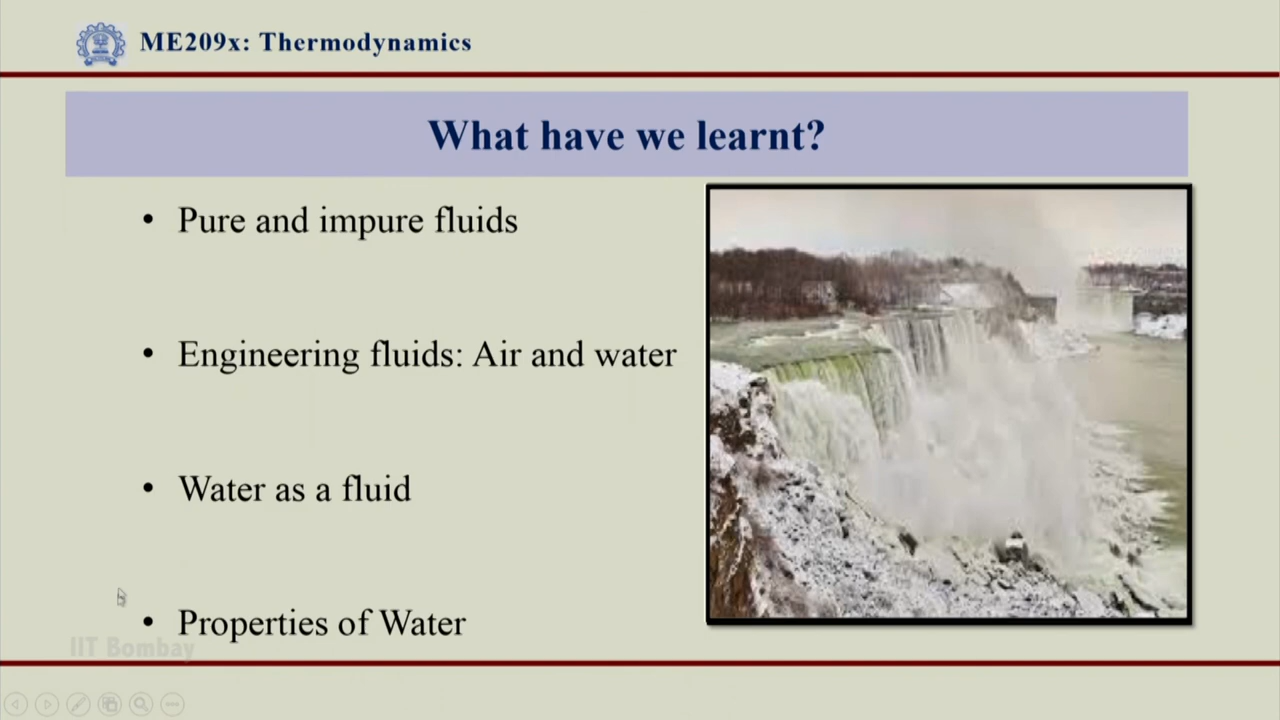 ME209x: Thermodynamics
What have we learnt?
• Pure and impure fluids
• Engineering fluids: Air and water
• Water as a fluid
• Properties of Water
IIT Bombay